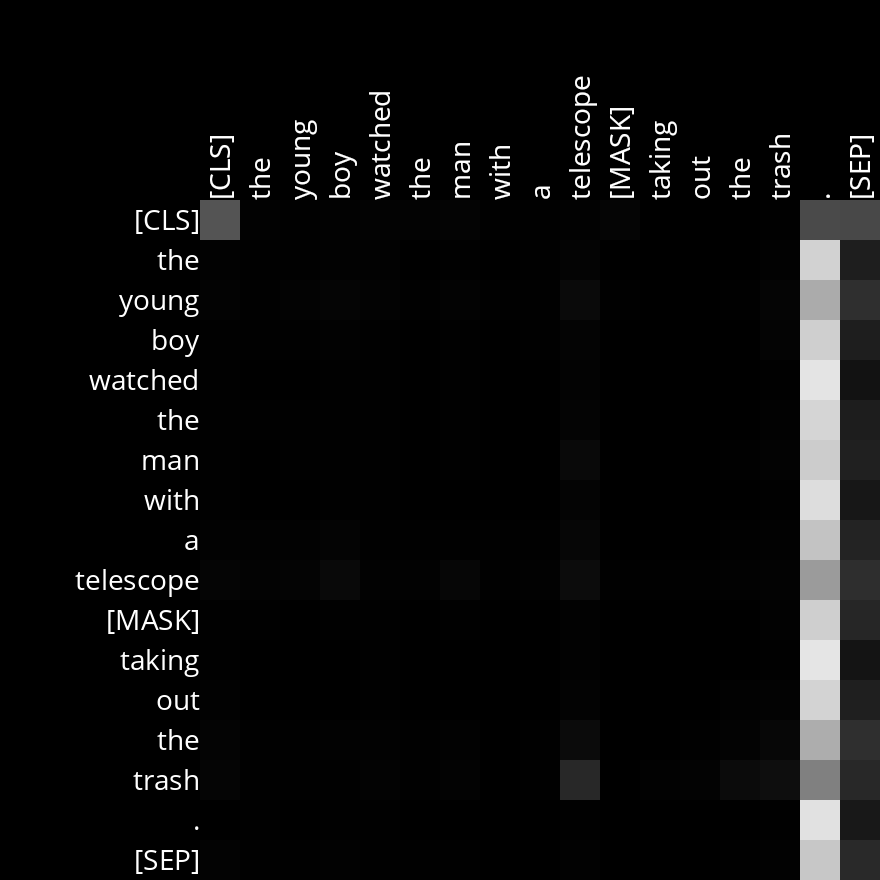 [CLS] the young boy watched the man with a telescope [MASK] taking out the trash . [SEP]
[CLS]
the
young
boy
watched
the
man
with
a
telescope
[MASK]
taking
out
the
trash
.
[SEP]